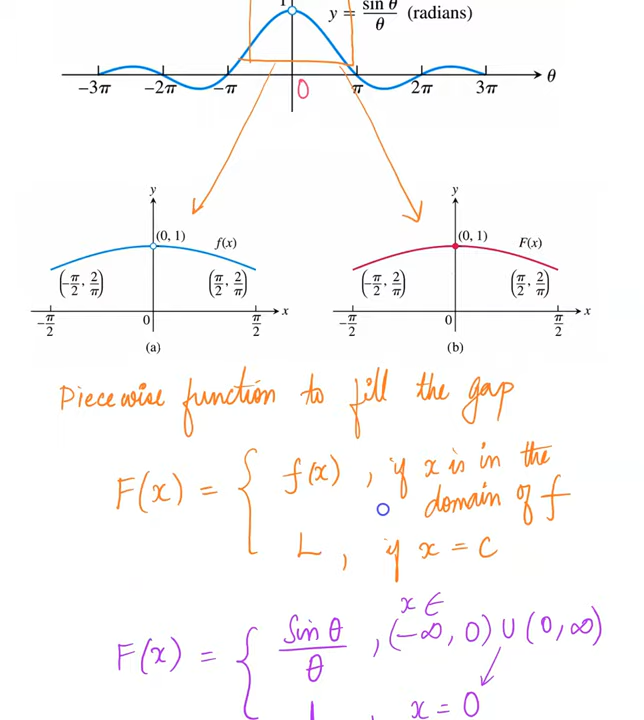 1
y = sin θ / θ (radians)
−3π −2π −π 0 π 2π 3π θ
y y
(0, 1) f(x) (0, 1) F(x)
(−π/2, 2/π) (π/2, 2/π) (−π/2, 2/π) (π/2, 2/π)
−π/2 0 π/2 x −π/2 0 π/2 x
(a) (b)
Piecewise function to fill the gap
F(x) = { f(x) , if x is in the
domain of f
L , if x = c
x ∈
F(x) = { sin θ / θ , (−∞, 0) ∪ (0, ∞)
, x = 0